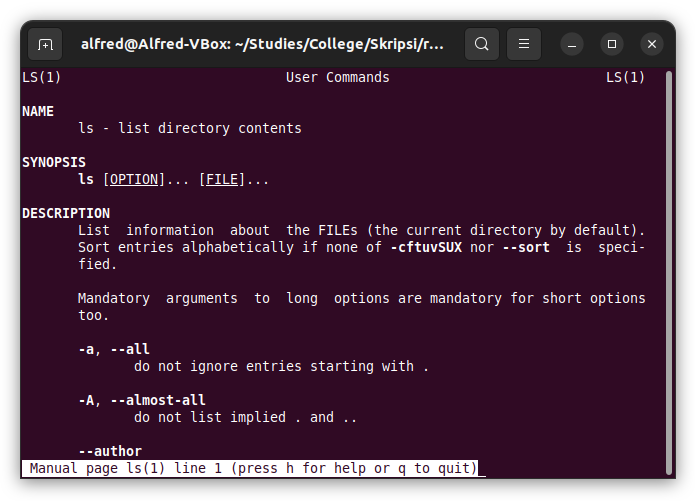 alfred@Alfred-VBox: ~/Studies/College/Skripsi/r...
LS(1) User Commands LS(1)
NAME
ls - list directory contents
SYNOPSIS
ls [OPTION]... [FILE]...
DESCRIPTION
List information about the FILEs (the current directory by default).
Sort entries alphabetically if none of -cftuvSUX nor --sort is speci-
fied.
Mandatory arguments to long options are mandatory for short options
too.
-a, --all
do not ignore entries starting with .
-A, --almost-all
do not list implied . and ..
--author
Manual page ls(1) line 1 (press h for help or q to quit)